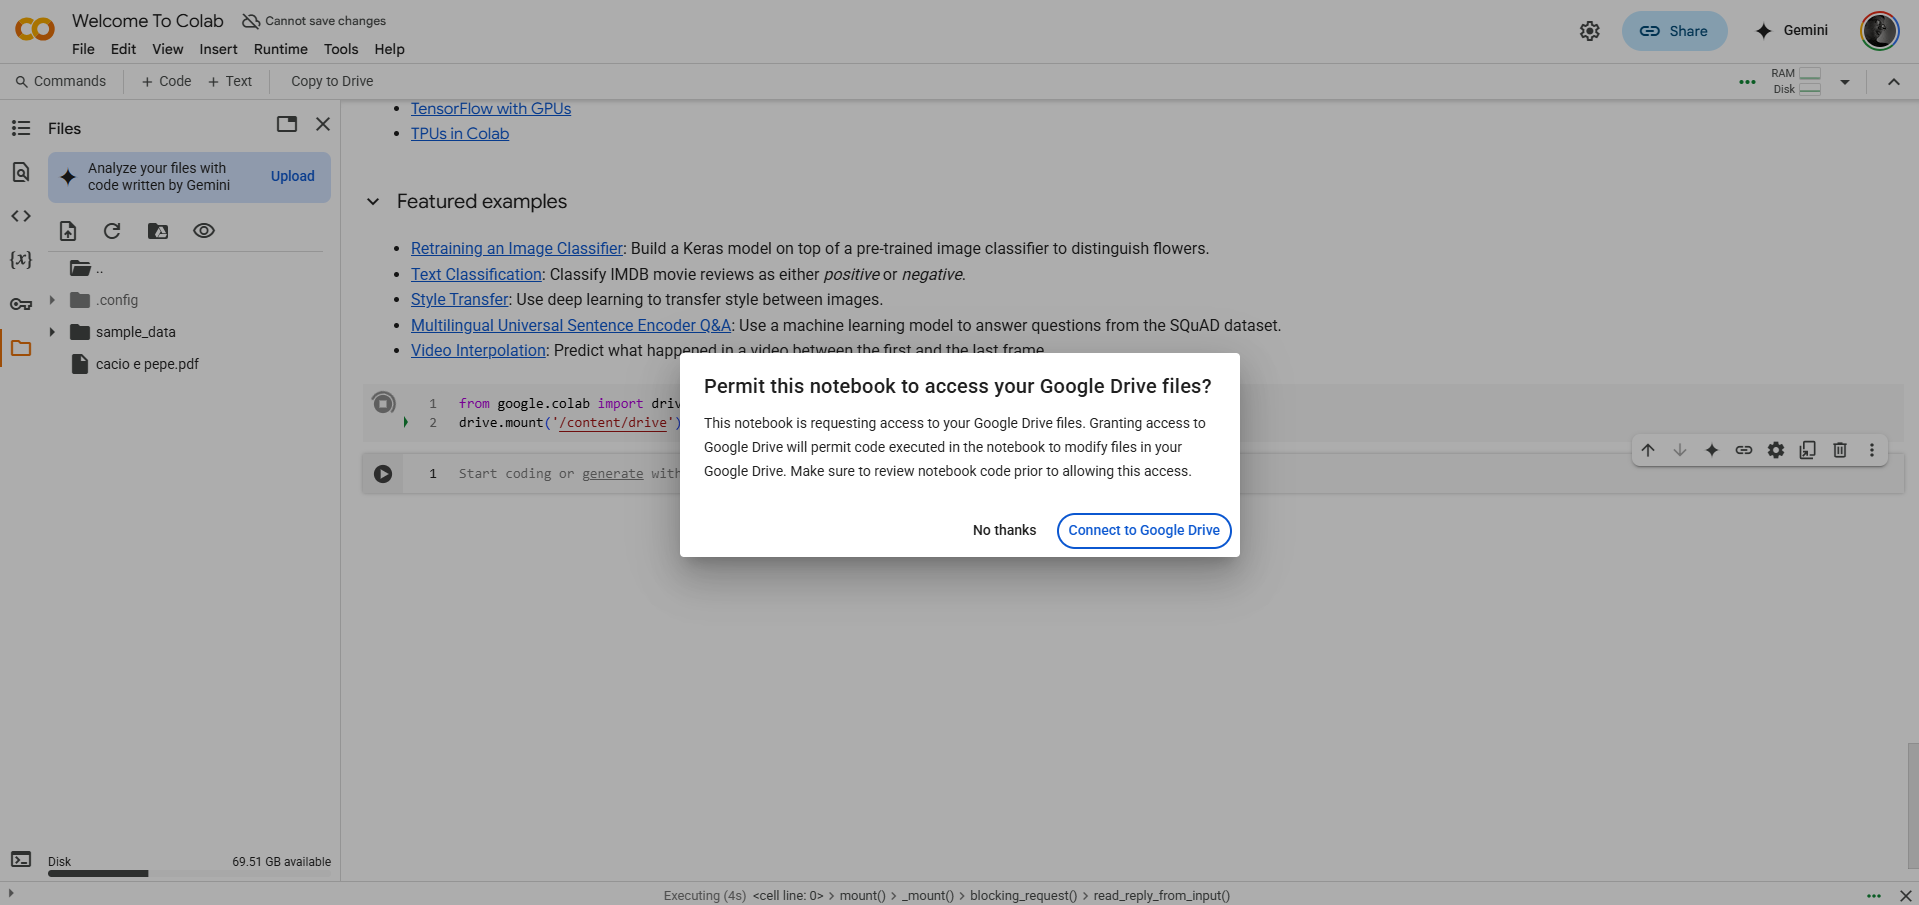 Welcome To Colab
Cannot save changes
File Edit View Insert Runtime Tools Help
Share
Gemini
Commands
+ Code + Text
Copy to Drive
RAM
Disk
Files
Analyze your files with
code written by Gemini
Upload
{x}
..
.config
sample_data
cacio e pepe.pdf
Disk
69.51 GB available
TensorFlow with GPUs
TPUs in Colab
Featured examples
Retraining an Image Classifier: Build a Keras model on top of a pre-trained image classifier to distinguish flowers.
Text Classification: Classify IMDB movie reviews as either positive or negative.
Style Transfer: Use deep learning to transfer style between images.
Multilingual Universal Sentence Encoder Q&A: Use a machine learning model to answer questions from the SQuAD dataset.
Video Interpolation: Predict what happened in a video between the first and the last frame.
1 from google.colab import driv
2 drive.mount('/content/drive')
1 Start coding or generate with
Permit this notebook to access your Google Drive files?
This notebook is requesting access to your Google Drive files. Granting access to
Google Drive will permit code executed in the notebook to modify files in your
Google Drive. Make sure to review notebook code prior to allowing this access.
No thanks
Connect to Google Drive
Executing (4s) <cell line: 0> > mount() > _mount() > blocking_request() > read_reply_from_input()